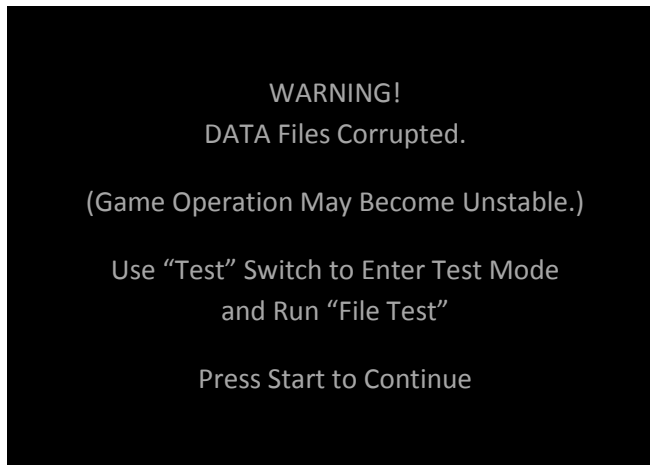 WARNING!
DATA Files Corrupted.
(Game Operation May Become Unstable.)
Use “Test” Switch to Enter Test Mode
and Run “File Test”
Press Start to Continue